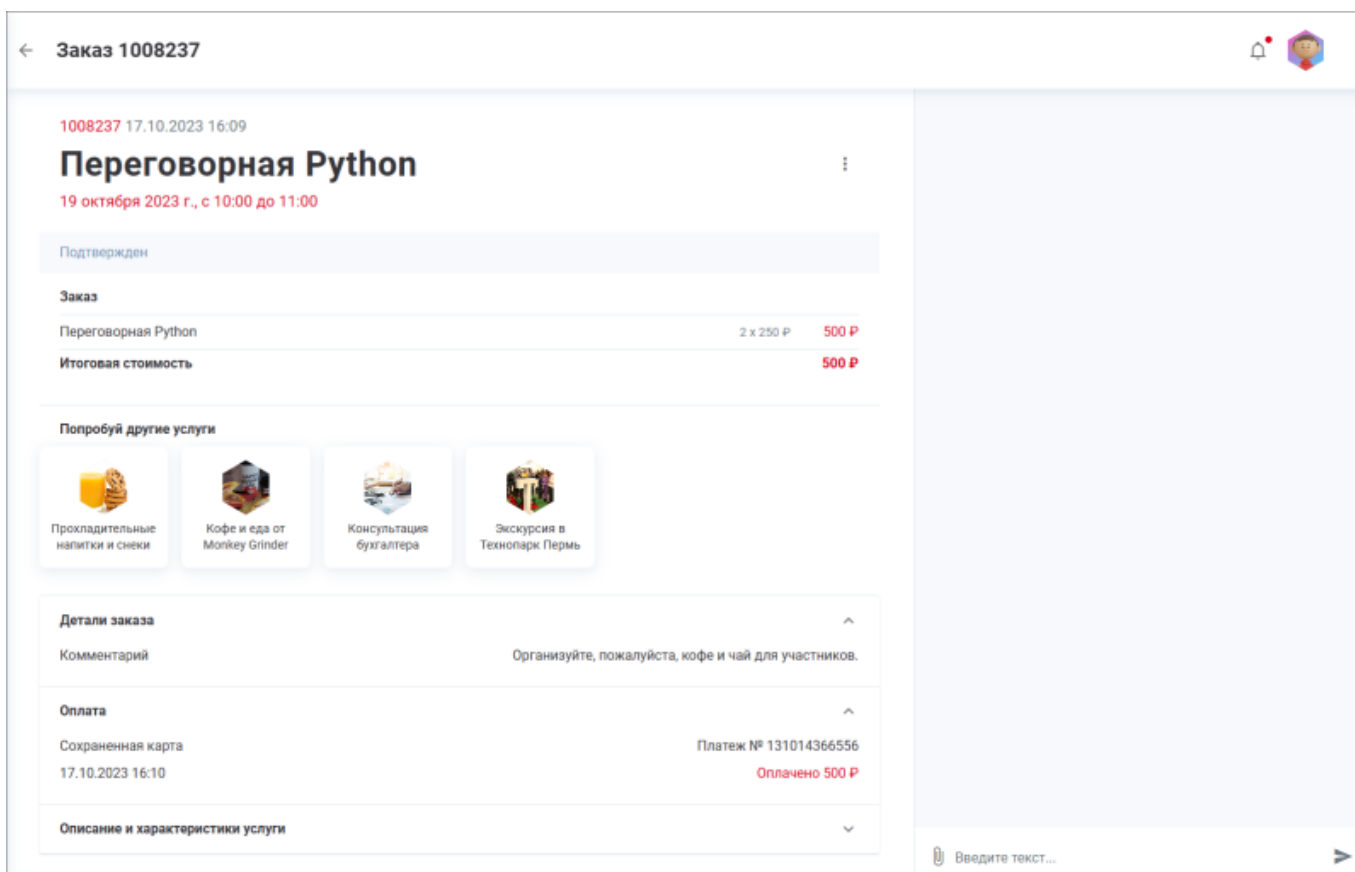 Заказ 1008237
1008237 17.10.2023 16:09
Переговорная Python
19 октября 2023 г., с 10:00 до 11:00
Подтвержден
Заказ
Переговорная Python 2 x 250 ₽ 500 ₽
Итоговая стоимость 500 ₽
Попробуй другие услуги
Прохладительные
напитки и снеки
Кофе и еда от
Monkey Grinder
Консультация
бухгалтера
Экскурсия в
Технопарк Пермь
Детали заказа
Комментарий Организуйте, пожалуйста, кофе и чай для участников.
Оплата
Сохраненная карта Платеж № 131014366556
17.10.2023 16:10 Оплачено 500 ₽
Описание и характеристики услуги
Введите текст...